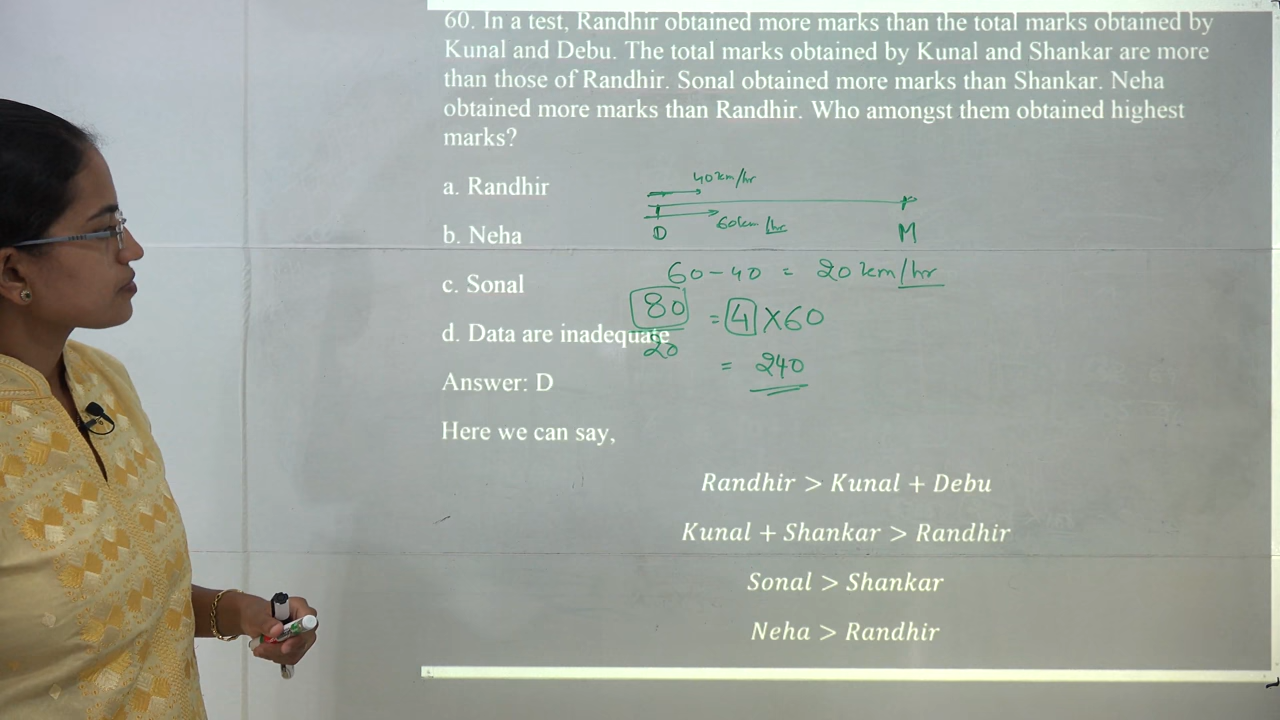 60. In a test, Randhir obtained more marks than the total marks obtained by
Kunal and Debu. The total marks obtained by Kunal and Shankar are more
than those of Randhir. Sonal obtained more marks than Shankar. Neha
obtained more marks than Randhir. Who amongst them obtained highest
marks?
a. Randhir
40 km/hr
60 km/hr
D
M
b. Neha
60 - 40 = 20 km/hr
c. Sonal
80
= 4 X 60
d. Data are inadequate
20
= 240
Answer: D
Here we can say,
Randhir > Kunal + Debu
Kunal + Shankar > Randhir
Sonal > Shankar
Neha > Randhir